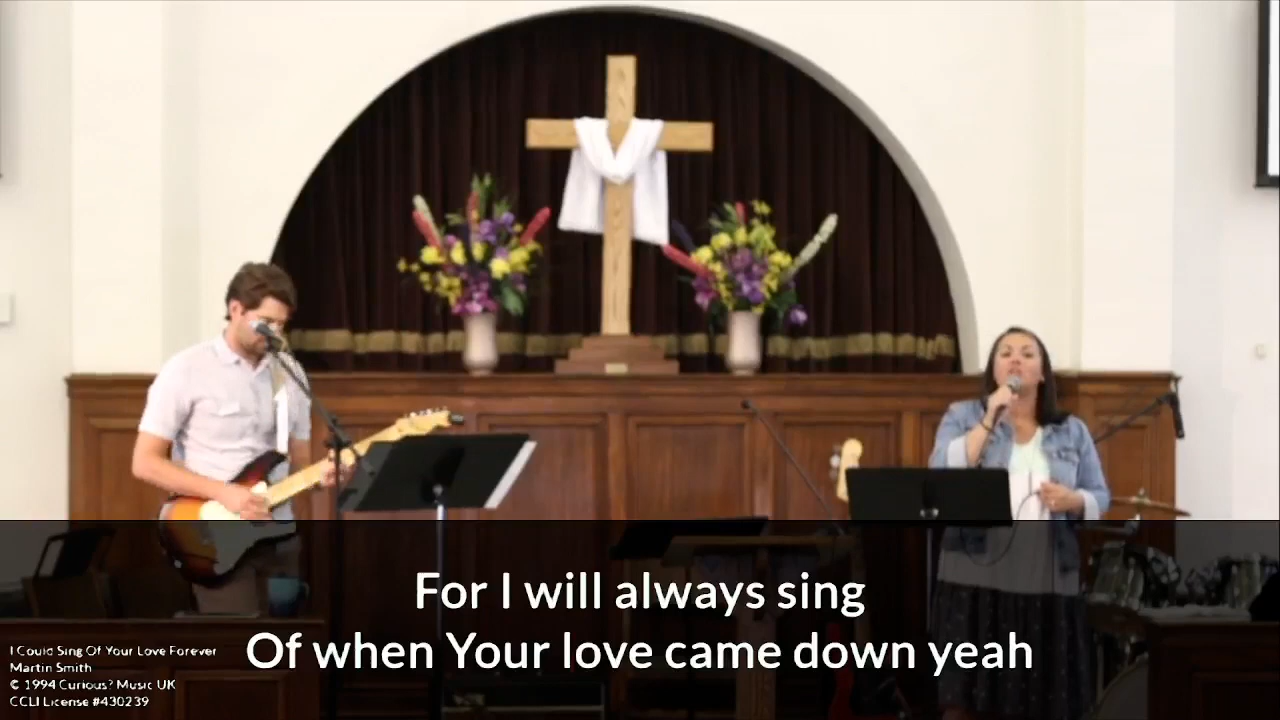 For I will always sing
Of when Your love came down yeah
I Could Sing Of Your Love Forever
Martin Smith
© 1994 Curious? Music UK
CCLI License #430239